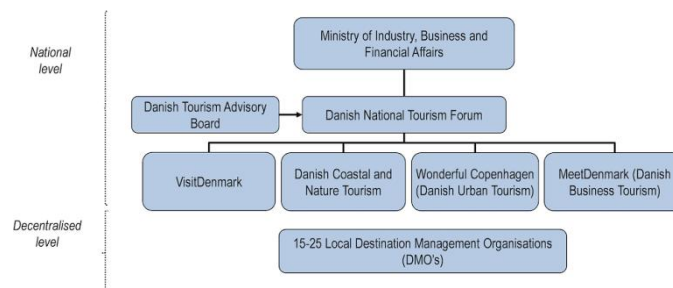 National
level
Ministry of Industry, Business and
Financial Affairs
Danish Tourism Advisory
Board
Danish National Tourism Forum
VisitDenmark
Danish Coastal and
Nature Tourism
Wonderful Copenhagen
(Danish Urban Tourism)
MeetDenmark (Danish
Business Tourism)
Decentralised
level
15-25 Local Destination Management Organisations
(DMO's)